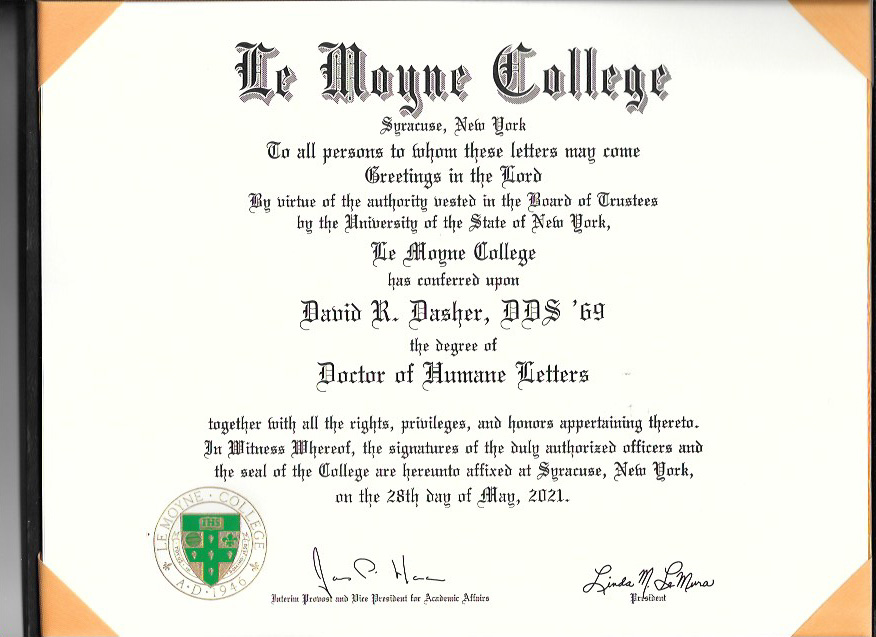 Le Moyne College
Syracuse, New York
To all persons to whom these letters may come
Greetings in the Lord
By virtue of the authority vested in the Board of Trustees
by the University of the State of New York,
Le Moyne College
has conferred upon
David R. Dasher, DDS '69
the degree of
Doctor of Humane Letters
together with all the rights, privileges, and honors appertaining thereto.
In Witness Whereof, the signatures of the duly authorized officers and
the seal of the College are hereunto affixed at Syracuse, New York,
on the 28th day of May, 2021.
LE MOYNE · COLLEGE
IHS
A·D·1946
Linda M. LeMura
Interim Provost and Vice President for Academic Affairs
President